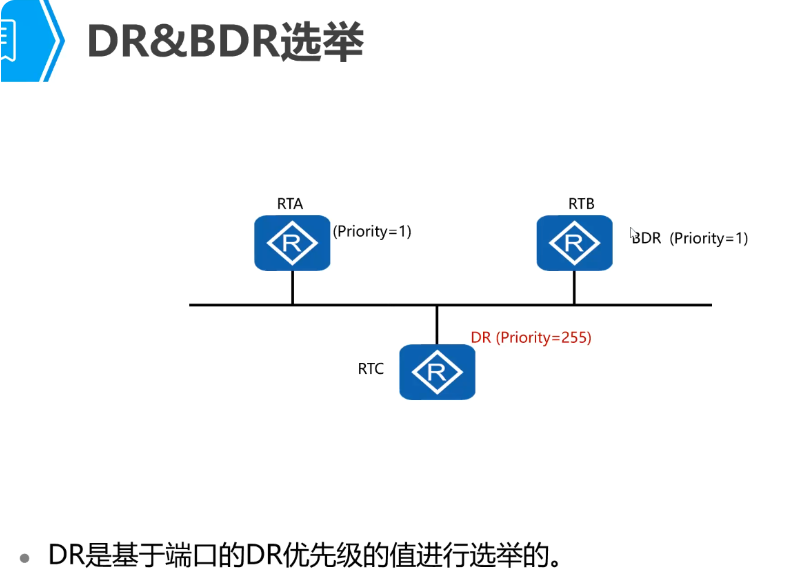 DR&BDR选举
RTA
RTB
(Priority=1)
BDR (Priority=1)
R
R
DR (Priority=255)
RTC
R
DR是基于端口的DR优先级的值进行选举的。